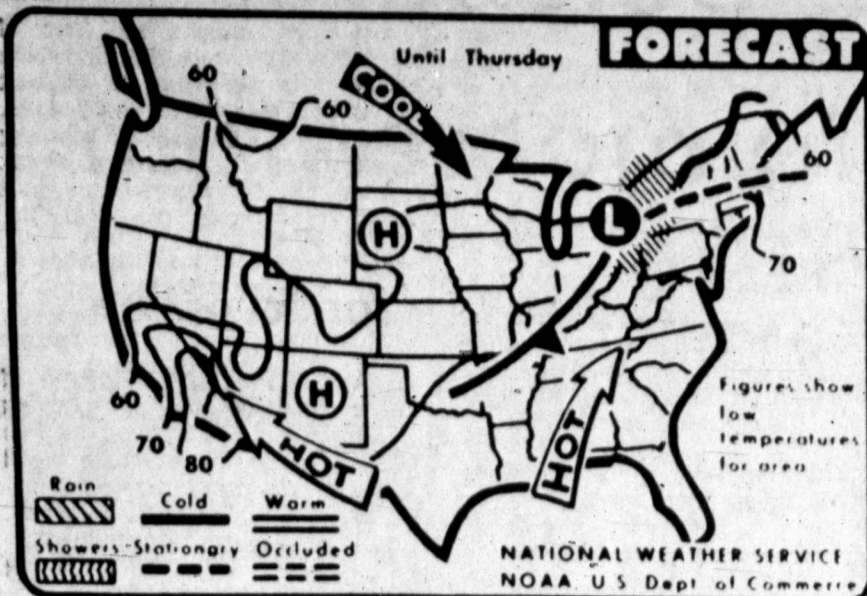 FORECAST
Until Thursday
COOL
60
60
60
H
L
70
H
HOT
HOT
60
70
80
Figures show
low
temperatures
for area
Rain
Cold
Warm
Showers-Stationary
Occluded
NATIONAL WEATHER SERVICE
NOAA. U S Dept of Commerce